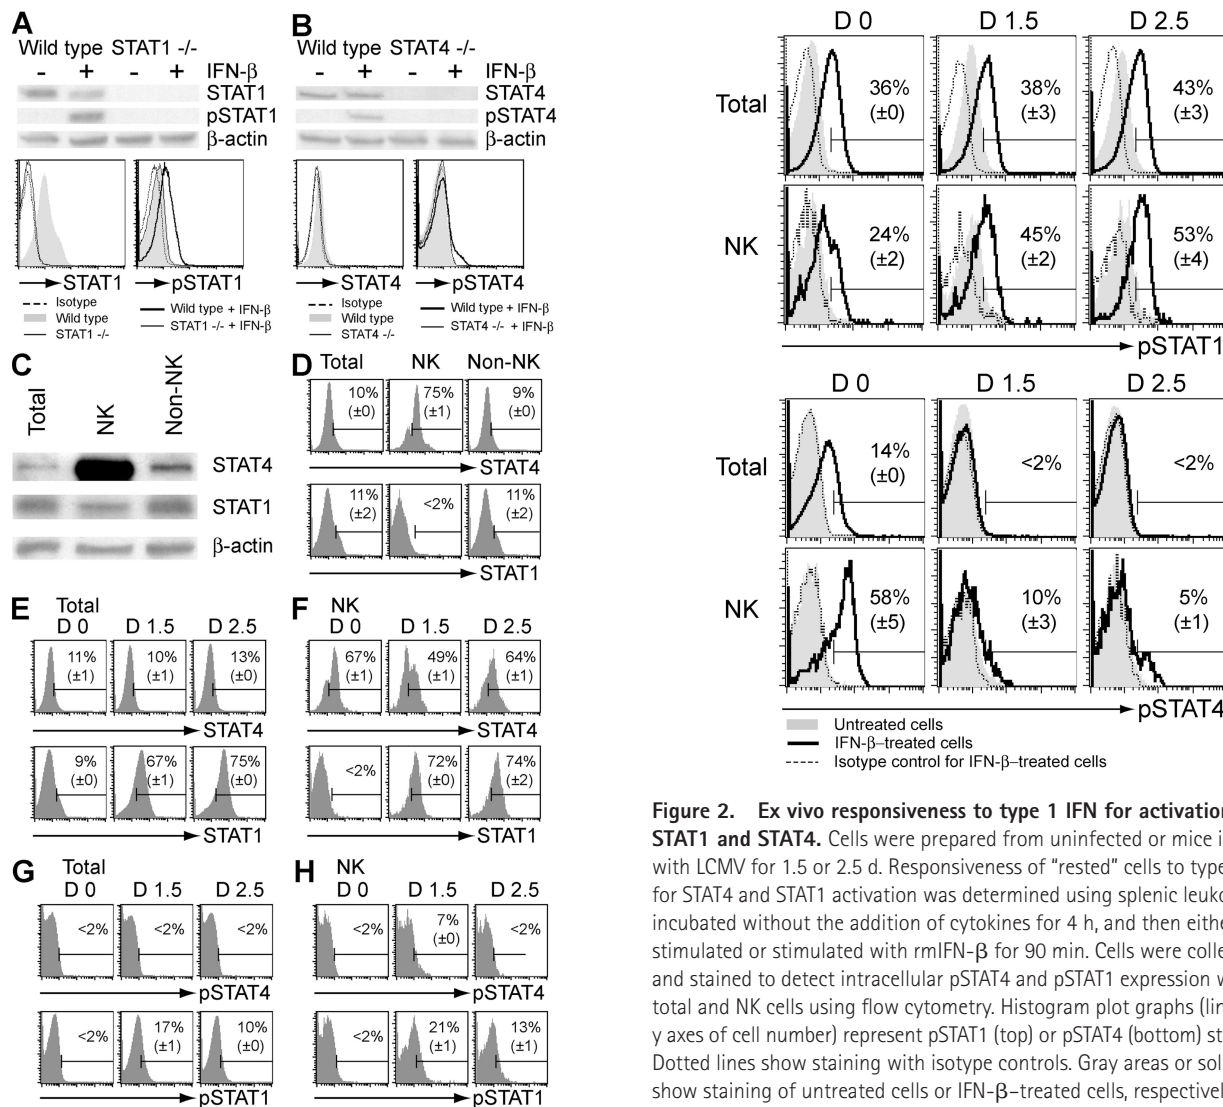 A
Wild type STAT1 -/-
- + - + IFN-β
STAT1
pSTAT1
β-actin
STAT1 pSTAT1
Isotype
Wild type
STAT1 -/-
Wild type + IFN-β
STAT1 -/- + IFN-β
B
Wild type STAT4 -/-
- + - + IFN-β
STAT4
pSTAT4
β-actin
STAT4 pSTAT4
Isotype
Wild type
STAT4 -/-
Wild type + IFN-β
STAT4 -/- + IFN-β
C
Total NK Non-NK
STAT4
STAT1
β-actin
D
Total NK Non-NK
10% 75% 9%
(±0) (±1) (±0)
STAT4
11% <2% 11%
(±2) (±2)
STAT1
E Total
D 0 D 1.5 D 2.5
11% 10% 13%
(±1) (±1) (±0)
STAT4
9% 67% 75%
(±0) (±1) (±0)
STAT1
F NK
D 0 D 1.5 D 2.5
67% 49% 64%
(±1) (±1) (±1)
STAT4
<2% 72% 74%
(±0) (±2)
STAT1
G Total
D 0 D 1.5 D 2.5
<2% <2% <2%
pSTAT4
<2% 17% 10%
(±1) (±0)
pSTAT1
H NK
D 0 D 1.5 D 2.5
<2% 7% <2%
(±0)
pSTAT4
<2% 21% 13%
(±1) (±1)
pSTAT1
D 0 D 1.5 D 2.5
Total 36% 38% 43%
(±0) (±3) (±3)
NK 24% 45% 53%
(±2) (±2) (±4)
pSTAT1
D 0 D 1.5 D 2.5
Total 14% <2% <2%
(±0)
NK 58% 10% 5%
(±5) (±3) (±1)
pSTAT4
Untreated cells
IFN-β–treated cells
Isotype control for IFN-β–treated cells
Figure 2. Ex vivo responsiveness to type 1 IFN for activation
STAT1 and STAT4. Cells were prepared from uninfected or mice i
with LCMV for 1.5 or 2.5 d. Responsiveness of "rested" cells to type
for STAT4 and STAT1 activation was determined using splenic leuko
incubated without the addition of cytokines for 4 h, and then eithe
stimulated or stimulated with rmIFN-β for 90 min. Cells were colle
and stained to detect intracellular pSTAT4 and pSTAT1 expression w
total and NK cells using flow cytometry. Histogram plot graphs (lin
y axes of cell number) represent pSTAT1 (top) or pSTAT4 (bottom) st
Dotted lines show staining with isotype controls. Gray areas or sol
show staining of untreated cells or IFN-β–treated cells, respectivel